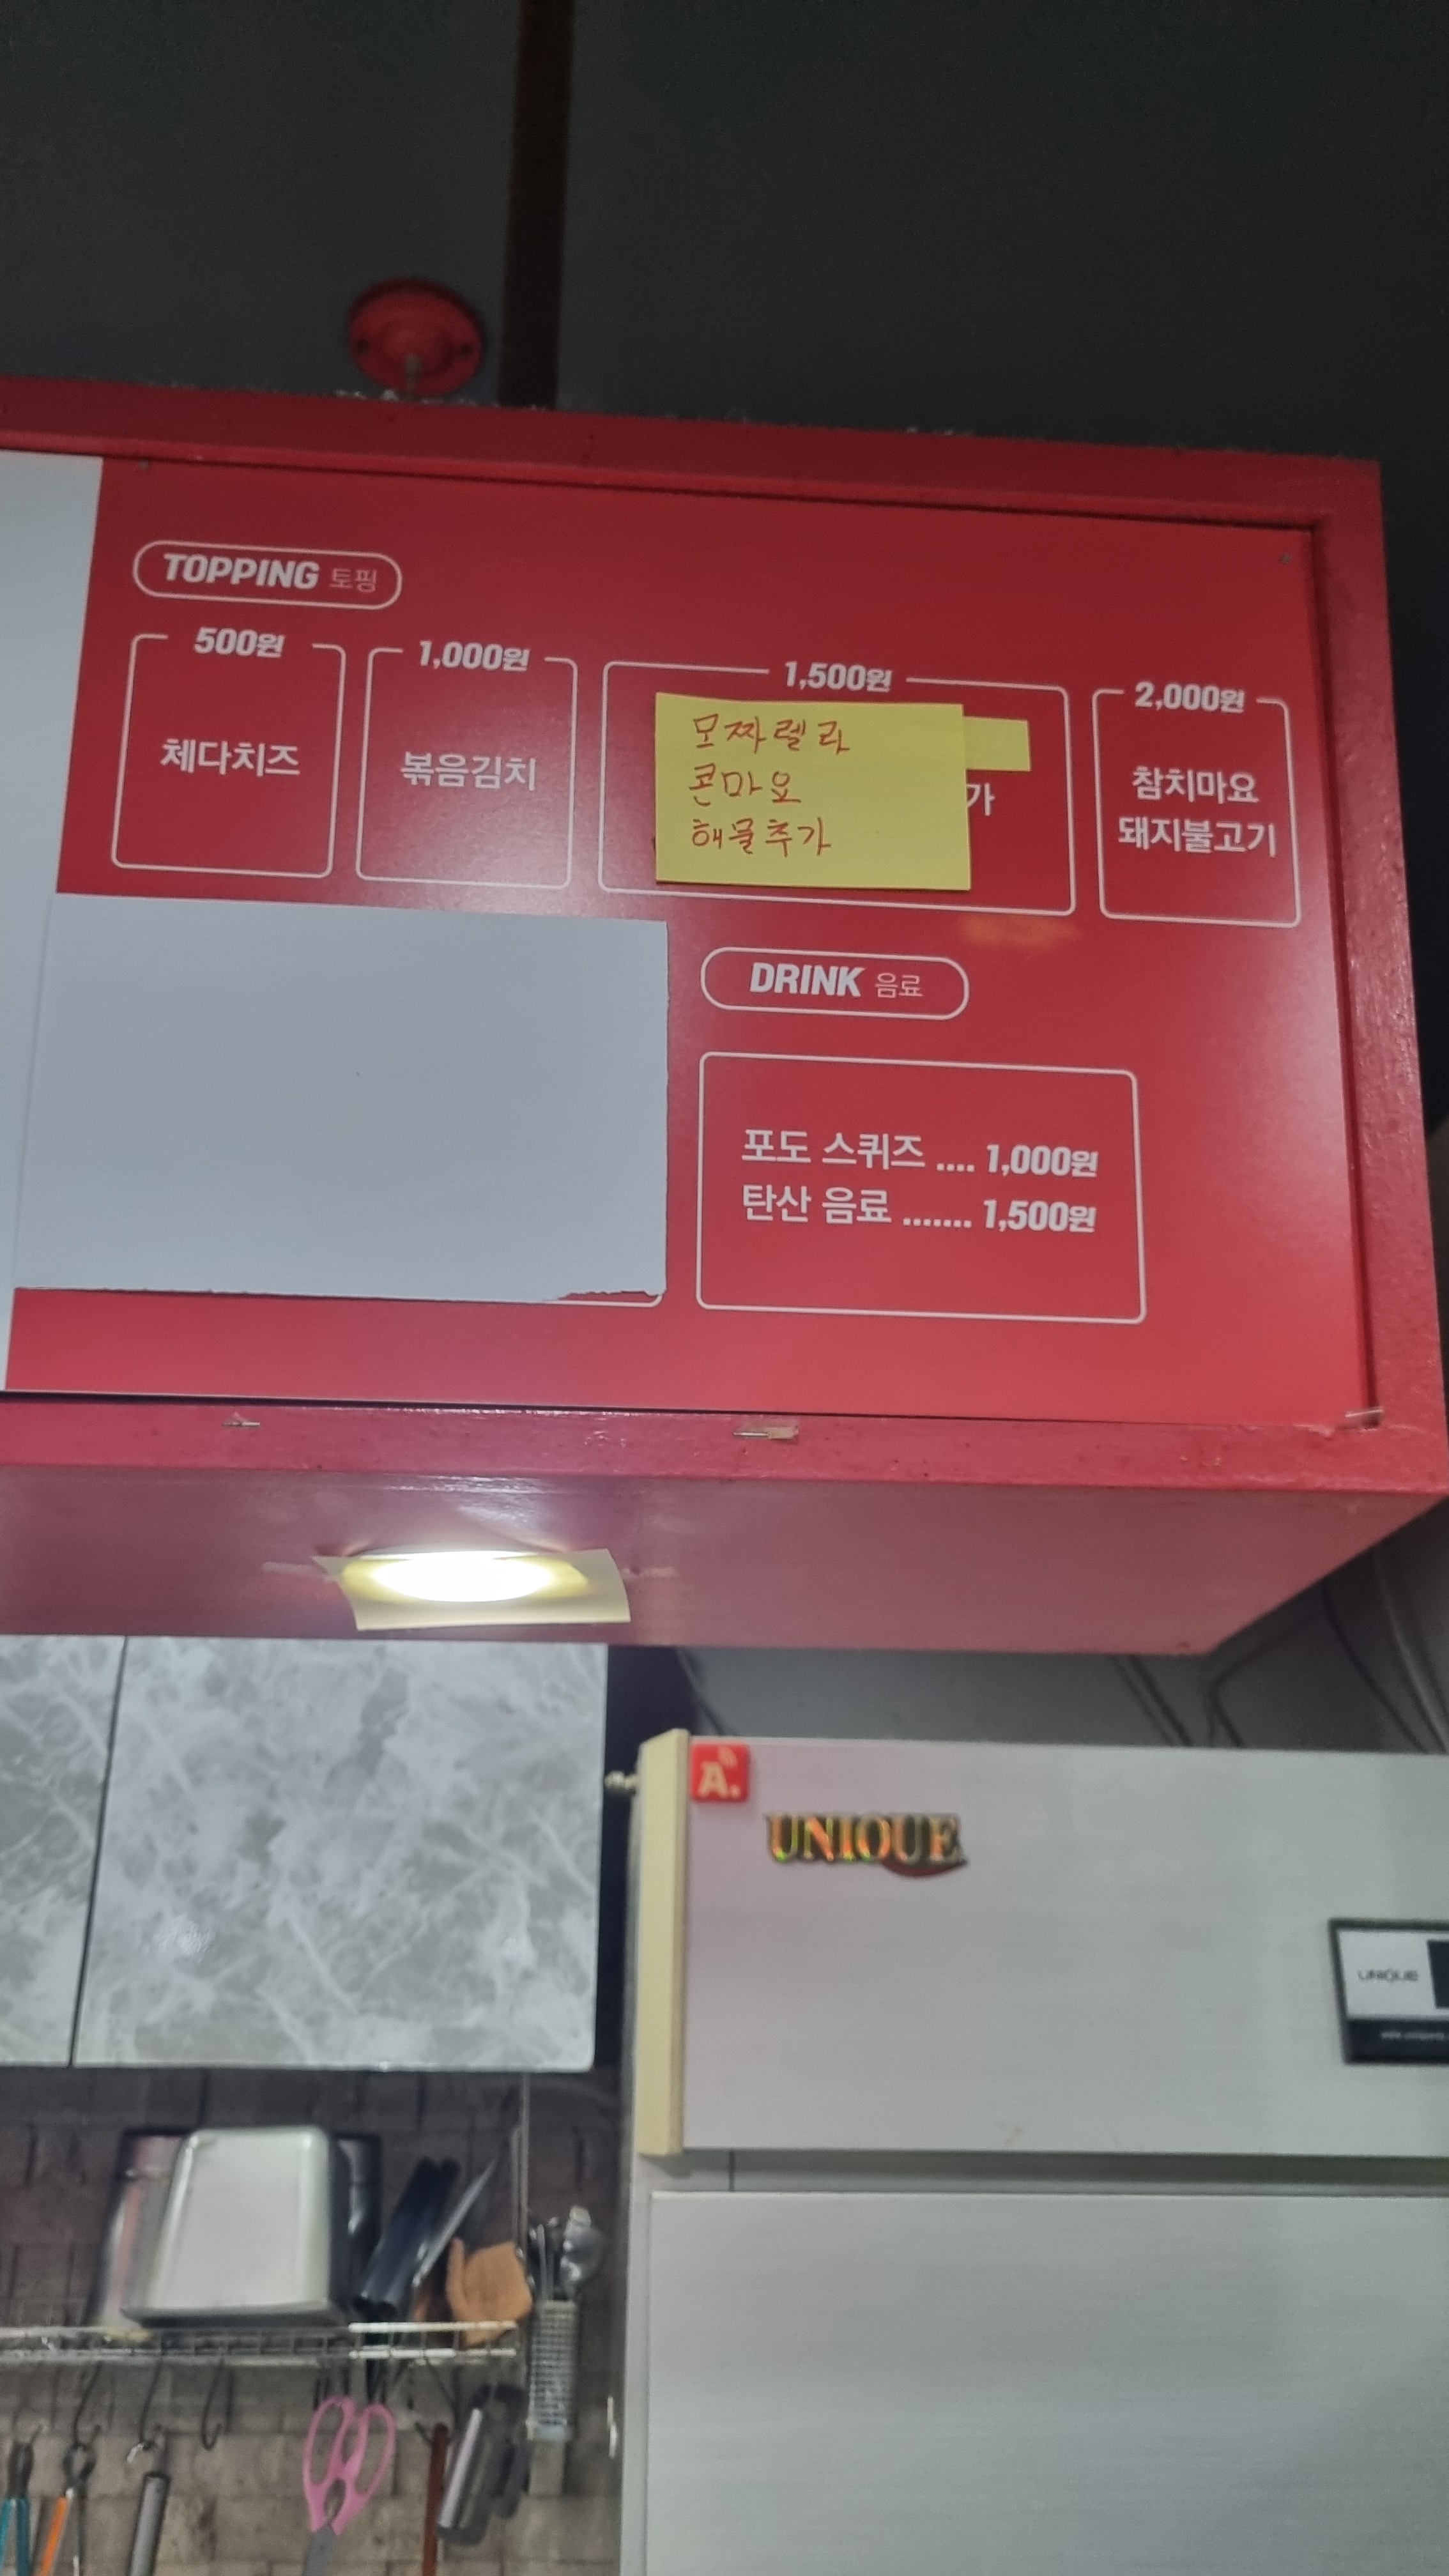 TOPPING 토핑
500원
체다치즈
1,000원
볶음김치
1,500원
모짜렐라
콘마요
해물추가
가
2,000원
참치마요
돼지불고기
DRINK 음료
포도 스퀴즈 .... 1,000원
탄산 음료 ....... 1,500원
A.
UNIQUE
UNIQUE